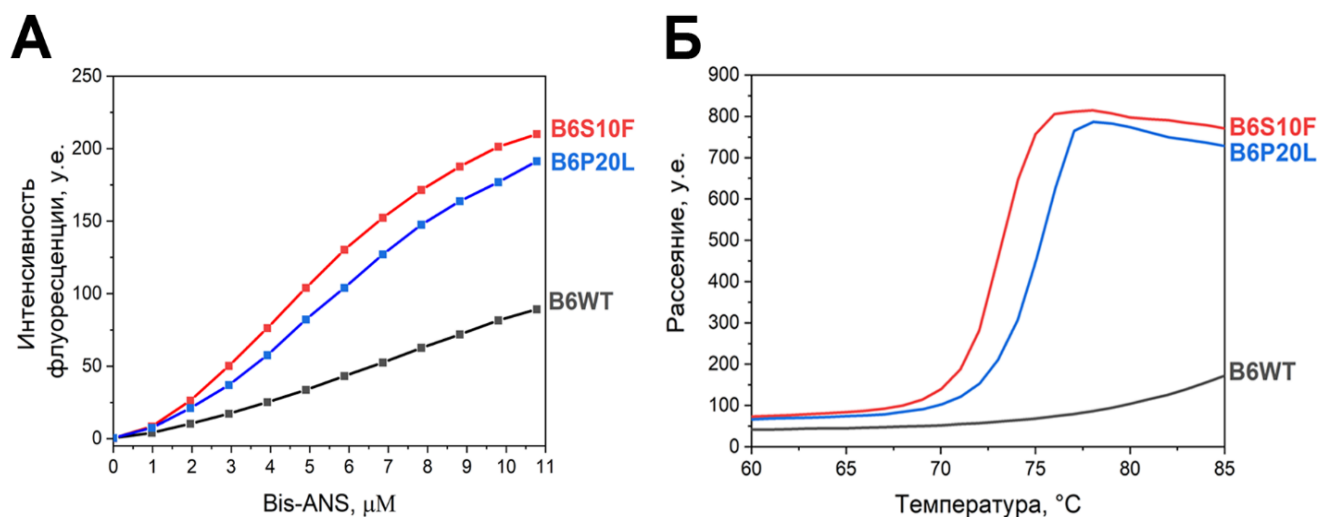 А
Б
Интенсивность
флуоресценции, у.е.
250
200
150
100
50
0
0 1 2 3 4 5 6 7 8 9 10 11
Bis-ANS, μM
B6S10F
B6P20L
B6WT
Рассеяние, у.е.
900
800
700
600
500
400
300
200
100
0
60 65 70 75 80 85
Температура, °C
B6S10F
B6P20L
B6WT